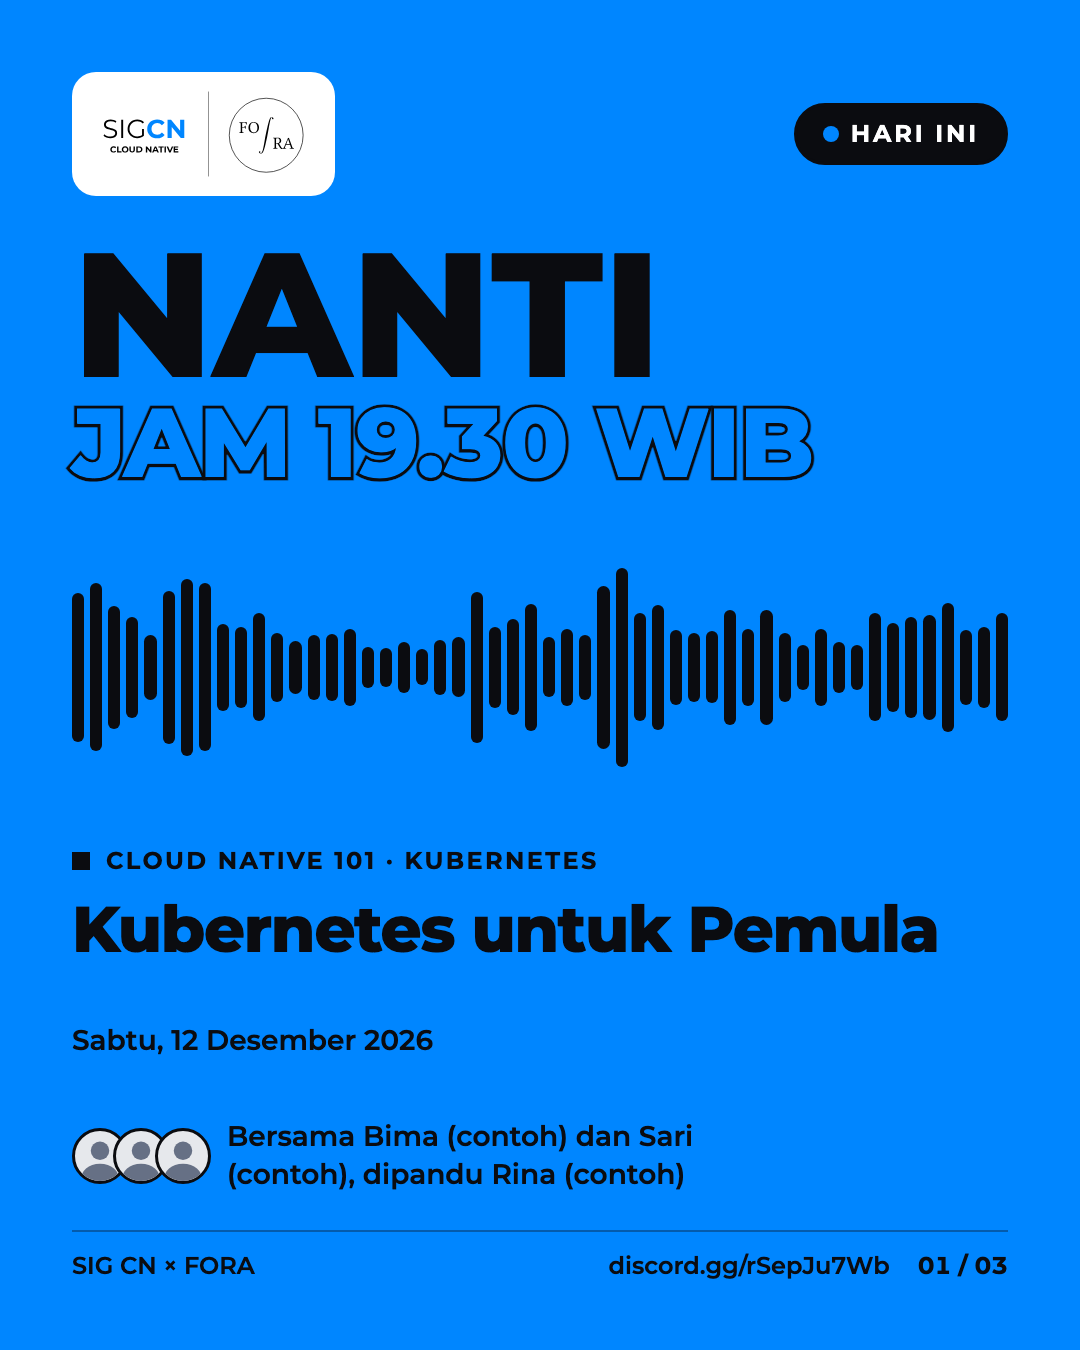 SIGCN
CLOUD NATIVE
FO RA
HARI INI
NANTI
JAM 19.30 WIB
CLOUD NATIVE 101 · KUBERNETES
Kubernetes untuk Pemula
Sabtu, 12 Desember 2026
Bersama Bima (contoh) dan Sari
(contoh), dipandu Rina (contoh)
SIG CN × FORA
discord.gg/rSepJu7Wb 01 / 03